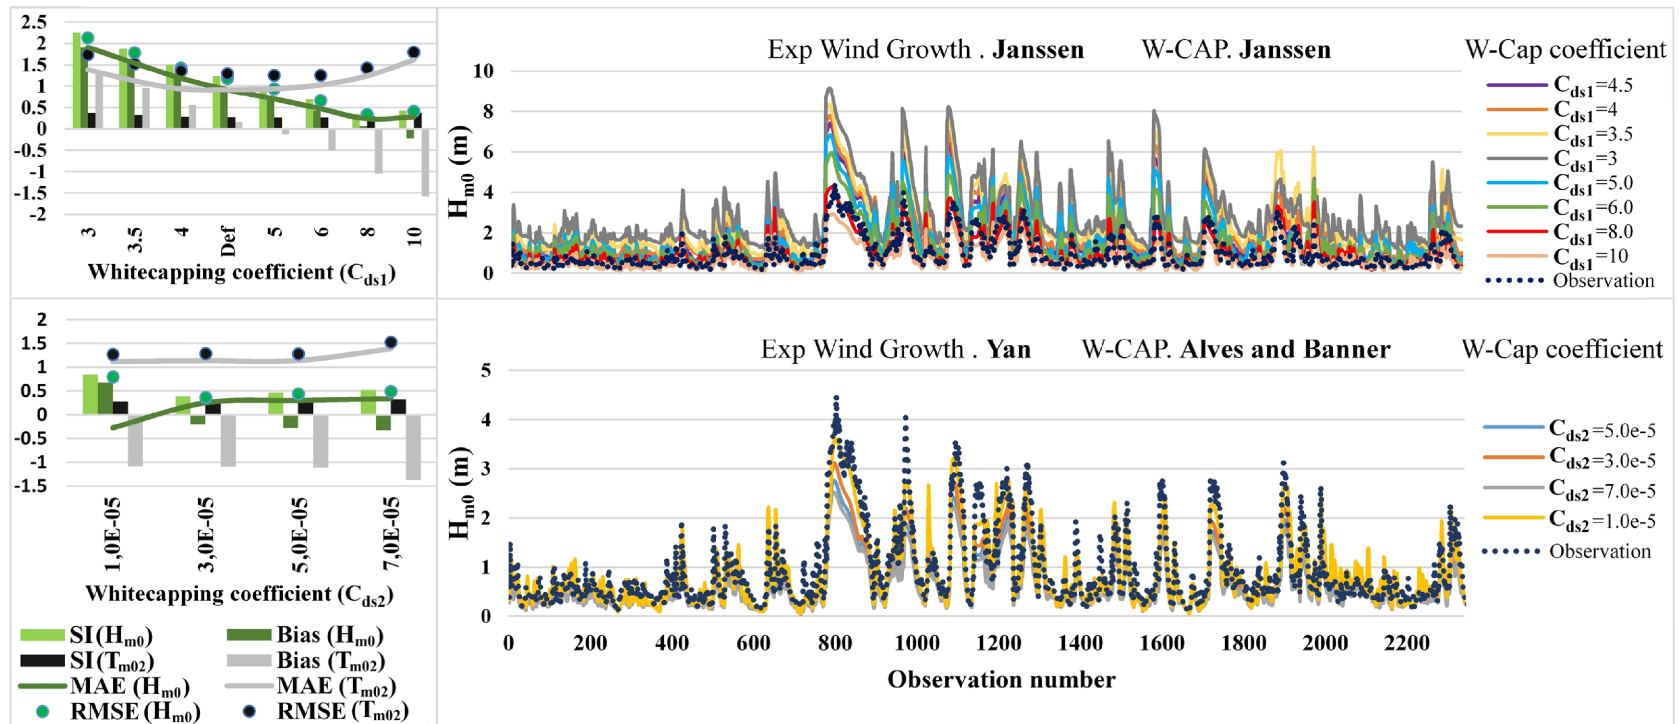 2.5
2
1.5
1
0.5
0
-0.5
-1
-1.5
-2
3
3.5
4
Def
5
6
8
10
Whitecapping coefficient (Cds1)
Exp Wind Growth . Janssen W-CAP. Janssen W-Cap coefficient
10
8
6
4
2
0
Hm0 (m)
Cds1=4.5
Cds1=4
Cds1=3.5
Cds1=3
Cds1=5.0
Cds1=6.0
Cds1=8.0
Cds1=10
Observation
2
1.5
1
0.5
0
-0.5
-1
-1.5
1,0E-05
3,0E-05
5,0E-05
7,0E-05
Whitecapping coefficient (Cds2)
SI(Hm0) Bias (Hm0)
SI(Tm02) Bias (Tm02)
MAE (Hm0) MAE (Tm02)
RMSE (Hm0) RMSE (Tm02)
Exp Wind Growth . Yan W-CAP. Alves and Banner W-Cap coefficient
5
4
3
2
1
0
Hm0 (m)
Cds2=5.0e-5
Cds2=3.0e-5
Cds2=7.0e-5
Cds2=1.0e-5
Observation
0 200 400 600 800 1000 1200 1400 1600 1800 2000 2200
Observation number